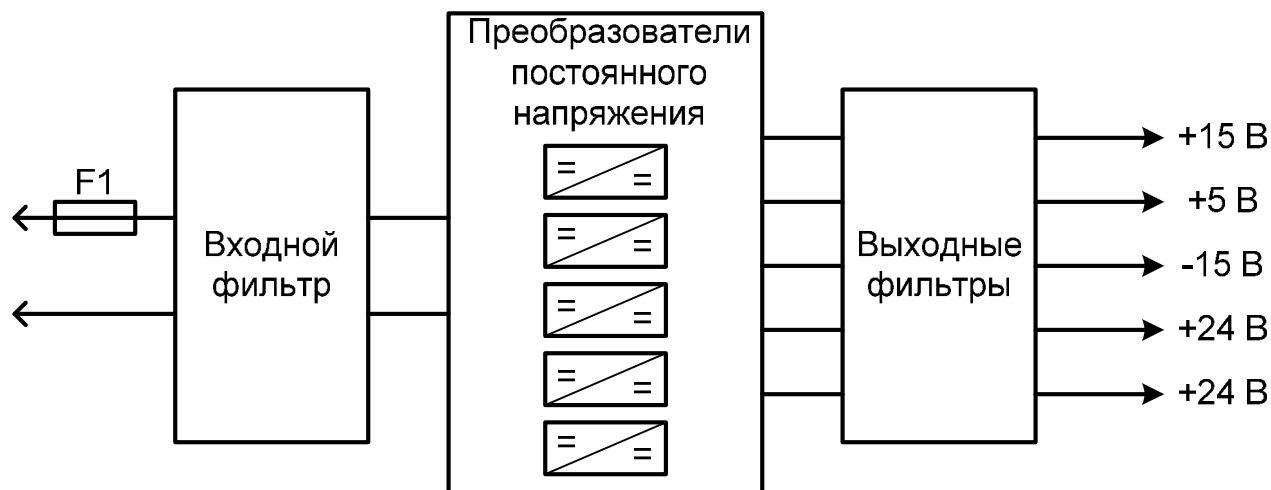 Преобразователи
постоянного
напряжения
F1
Входной
фильтр
=
=
=
=
=
=
=
=
=
=
Выходные
фильтры
+15 В
+5 В
-15 В
+24 В
+24 В